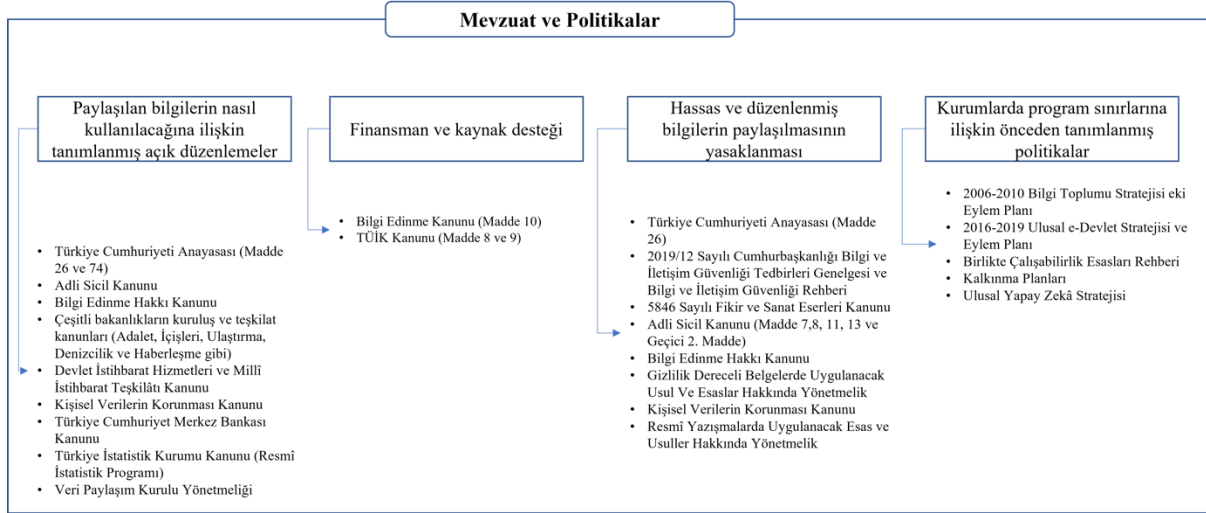 Mevzuat ve Politikalar
Paylaşılan bilgilerin nasıl
kullanılacağına ilişkin
tanımlanmış açık düzenlemeler
• Türkiye Cumhuriyeti Anayasası (Madde
26 ve 74)
• Adli Sicil Kanunu
• Bilgi Edinme Hakkı Kanunu
• Çeşitli bakanlıkların kuruluş ve teşkilat
kanunları (Adalet, İçişleri, Ulaştırma,
Denizcilik ve Haberleşme gibi)
• Devlet İstihbarat Hizmetleri ve Millî
İstihbarat Teşkilâtı Kanunu
• Kişisel Verilerin Korunması Kanunu
• Türkiye Cumhuriyet Merkez Bankası
Kanunu
• Türkiye İstatistik Kurumu Kanunu (Resmî
İstatistik Programı)
• Veri Paylaşım Kurulu Yönetmeliği
Finansman ve kaynak desteği
• Bilgi Edinme Kanunu (Madde 10)
• TÜİK Kanunu (Madde 8 ve 9)
Hassas ve düzenlenmiş
bilgilerin paylaşılmasının
yasaklanması
• Türkiye Cumhuriyeti Anayasası (Madde
26)
• 2019/12 Sayılı Cumhurbaşkanlığı Bilgi ve
İletişim Güvenliği Tedbirleri Genelgesi ve
Bilgi ve İletişim Güvenliği Rehberi
• 5846 Sayılı Fikir ve Sanat Eserleri Kanunu
• Adli Sicil Kanunu (Madde 7,8, 11, 13 ve
Geçici 2. Madde)
• Bilgi Edinme Hakkı Kanunu
• Gizlilik Dereceli Belgelerde Uygulanacak
Usul Ve Esaslar Hakkında Yönetmelik
• Kişisel Verilerin Korunması Kanunu
• Resmî Yazışmalarda Uygulanacak Esas ve
Usuller Hakkında Yönetmelik
Kurumlarda program sınırlarına
ilişkin önceden tanımlanmış
politikalar
• 2006-2010 Bilgi Toplumu Stratejisi eki
Eylem Planı
• 2016-2019 Ulusal e-Devlet Stratejisi ve
Eylem Planı
• Birlikte Çalışabilirlik Esasları Rehberi
• Kalkınma Planları
• Ulusal Yapay Zekâ Stratejisi